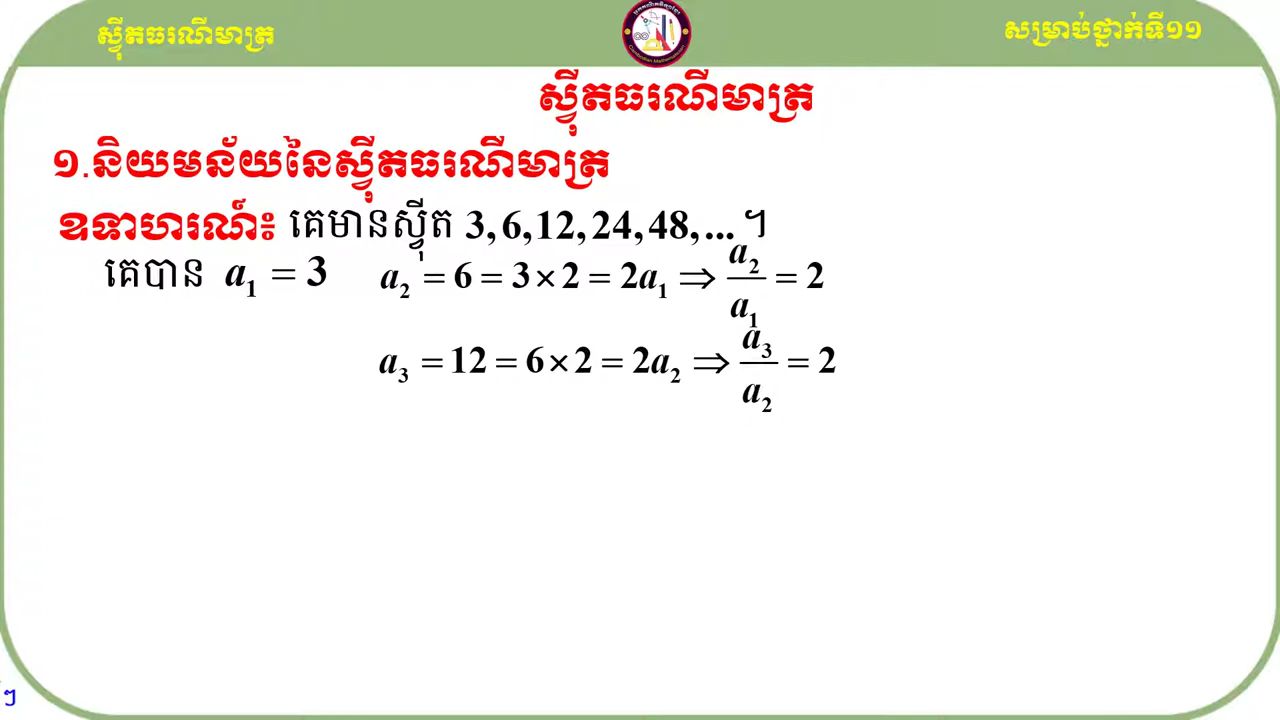 ស្វ៊ីតធរណីមាត្រ
សម្រាប់ថ្នាក់ទី១១
ស្វ៊ីតធរណីមាត្រ
១.និយមន័យនៃស្វ៊ីតធរណីមាត្រ
ឧទាហរណ៍៖ គេមានស្វ៊ីត 3, 6, 12, 24, 48, ... ។
គេបាន a₁ = 3 a₂ = 6 = 3 × 2 = 2a₁ ⇒ a₂/a₁ = 2
a₃ = 12 = 6 × 2 = 2a₂ ⇒ a₃/a₂ = 2